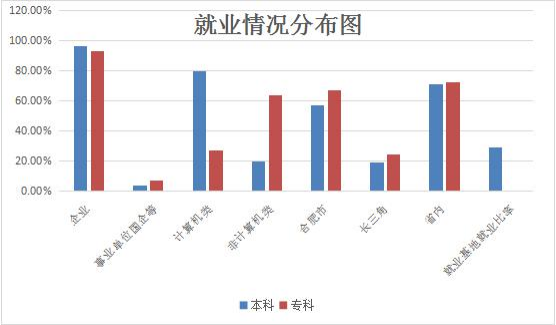 就业情况分布图
120.00%
100.00%
80.00%
60.00%
40.00%
20.00%
0.00%
企业
事业单位国企等
计算机类
非计算机类
合肥市
长三角
省内
就业基地就业比率
本科 专科